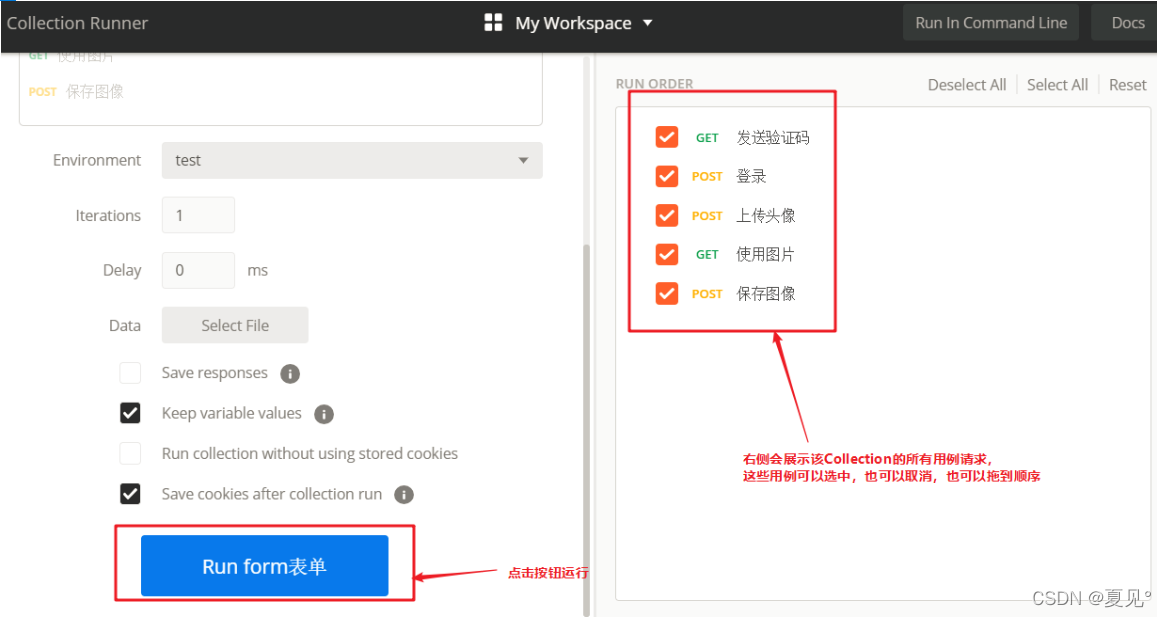 Collection Runner
My Workspace
Run In Command Line
Docs
GET 使用图片
POST 保存图像
Environment
test
Iterations
1
Delay
0
ms
Data
Select File
Save responses
Keep variable values
Run collection without using stored cookies
Save cookies after collection run
Run form表单
点击按钮运行
RUN ORDER
Deselect All
Select All
Reset
GET 发送验证码
POST 登录
POST 上传头像
GET 使用图片
POST 保存图像
右侧会展示该Collection的所有用例请求,
这些用例可以选中，也可以取消，也可以拖到顺序
CSDN @夏见°